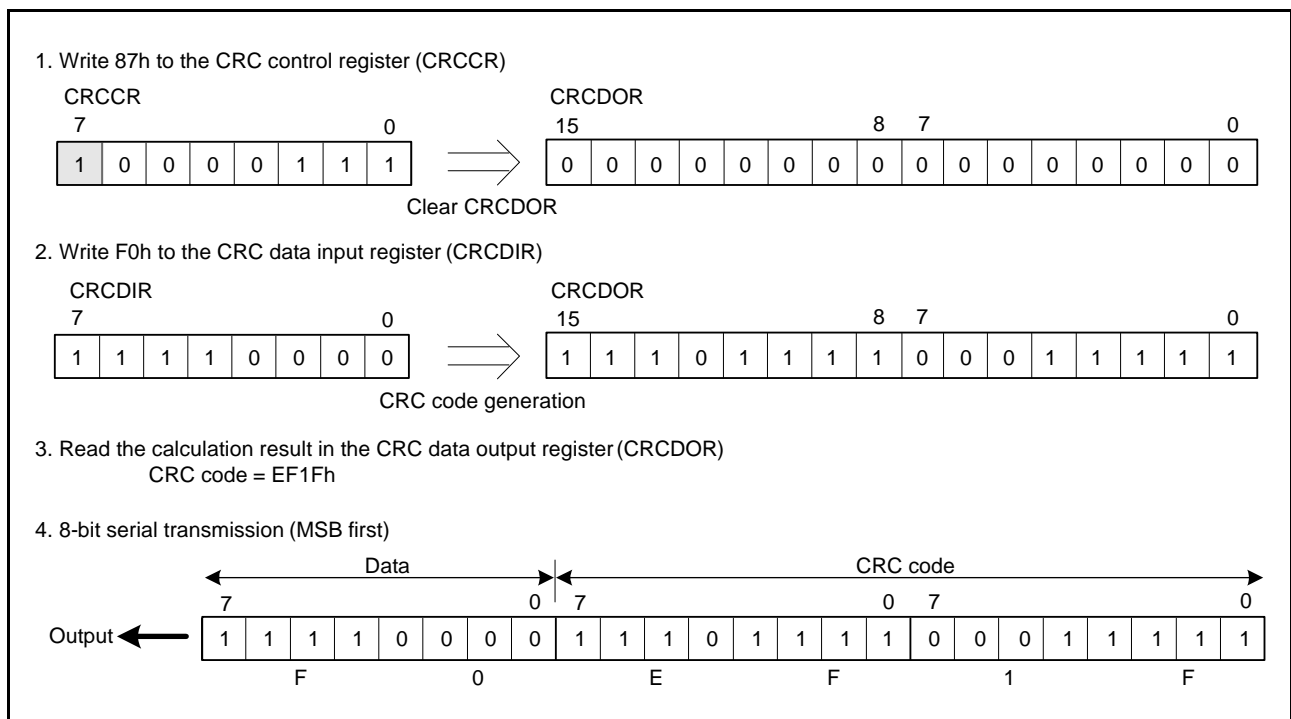 1. Write 87h to the CRC control register (CRCCR)
CRCCR CRCDOR
7 0 15 8 7 0
1 0 0 0 0 1 1 1 0 0 0 0 0 0 0 0 0 0 0 0 0 0 0 0
Clear CRCDOR
2. Write F0h to the CRC data input register (CRCDIR)
CRCDIR CRCDOR
7 0 15 8 7 0
1 1 1 1 0 0 0 0 1 1 1 0 1 1 1 1 0 0 0 1 1 1 1 1
CRC code generation
3. Read the calculation result in the CRC data output register (CRCDOR)
CRC code = EF1Fh
4. 8-bit serial transmission (MSB first)
Data CRC code
7 0 7 0 7 0
Output 1 1 1 1 0 0 0 0 1 1 1 0 1 1 1 1 0 0 0 1 1 1 1 1
F 0 E F 1 F